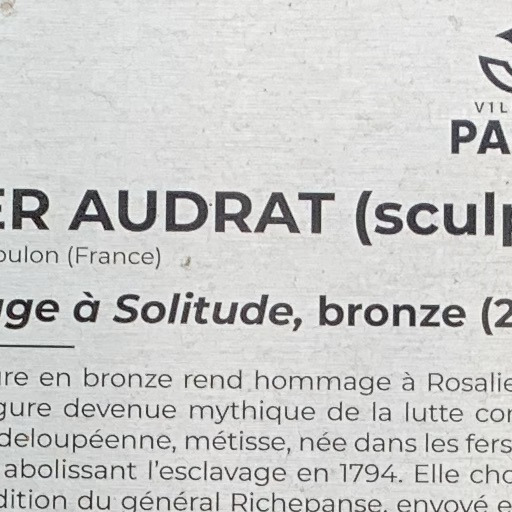 VIL
PA
ER AUDRAT (sculp
oulon (France)
ge à Solitude, bronze (2
re en bronze rend hommage à Rosalie
gure devenue mythique de la lutte con
deloupéenne, métisse, née dans les fers
abolissant l'esclavage en 1794. Elle cho
dition du général Richepanse, envoyé e